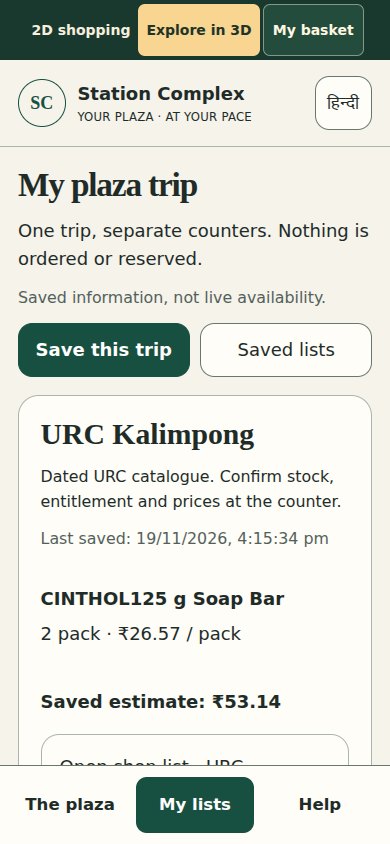 2D shopping Explore in 3D My basket
SC Station Complex हिन्दी
YOUR PLAZA · AT YOUR PACE
My plaza trip
One trip, separate counters. Nothing is
ordered or reserved.
Saved information, not live availability.
Save this trip Saved lists
URC Kalimpong
Dated URC catalogue. Confirm stock,
entitlement and prices at the counter.
Last saved: 19/11/2026, 4:15:34 pm
CINTHOL125 g Soap Bar
2 pack · ₹26.57 / pack
Saved estimate: ₹53.14
Open shop list · URC
The plaza My lists Help